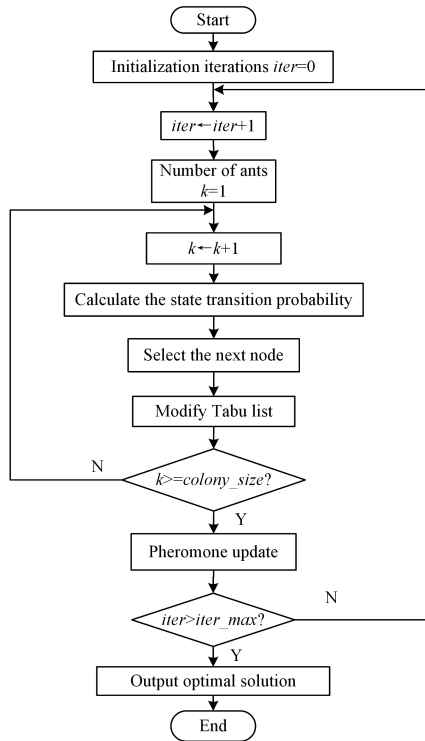 Start
Initialization iterations iter=0
iter←iter+1
Number of ants
k=1
k←k+1
Calculate the state transition probability
Select the next node
Modify Tabu list
N
k>=colony_size?
Y
Pheromone update
N
iter>iter_max?
Y
Output optimal solution
End